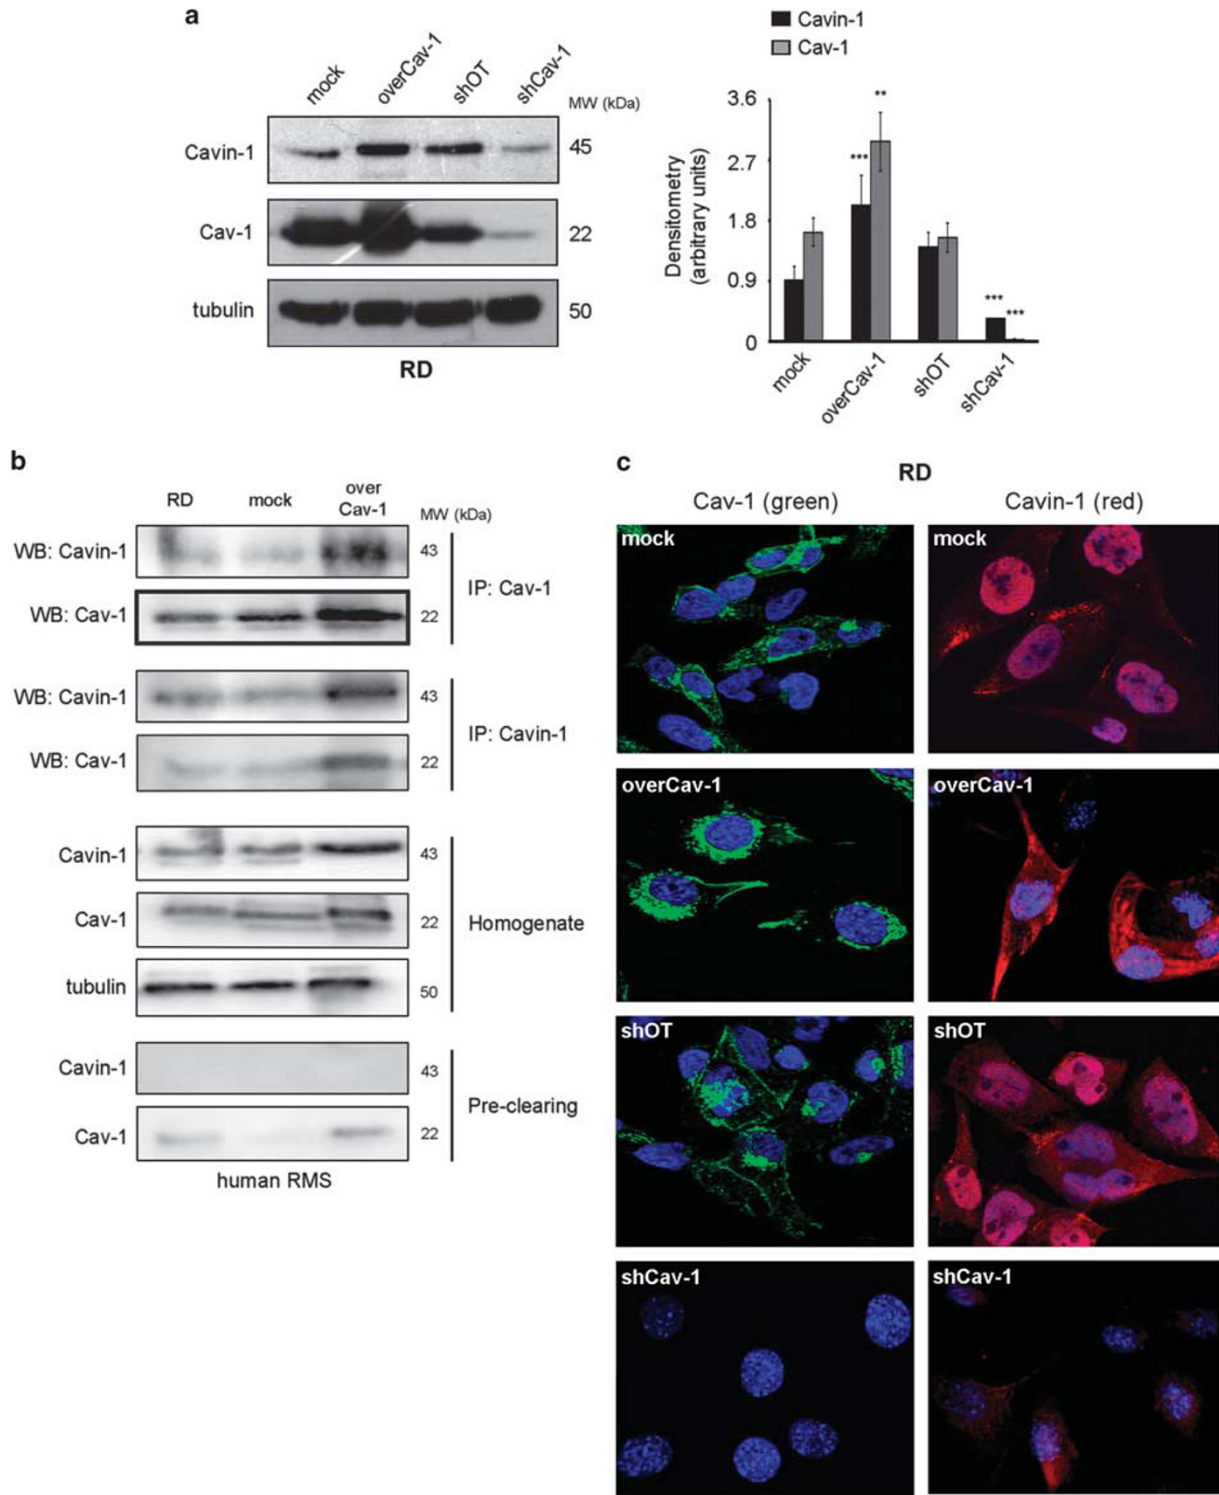 a
mock overCav-1 shOT shCav-1 MW (kDa)
Cavin-1 45
Cav-1 22
tubulin 50
RD
Cavin-1
Cav-1
Densitometry
(arbitrary units)
3.6
2.7
1.8
0.9
0
*** **
*** ***
mock overCav-1 shOT shCav-1
b
RD mock over
Cav-1 MW (kDa)
WB: Cavin-1 43
WB: Cav-1 22
IP: Cav-1
WB: Cavin-1 43
WB: Cav-1 22
IP: Cavin-1
Cavin-1 43
Cav-1 22
tubulin 50
Homogenate
Cavin-1 43
Cav-1 22
Pre-clearing
human RMS
c
RD
Cav-1 (green) Cavin-1 (red)
mock mock
overCav-1 overCav-1
shOT shOT
shCav-1 shCav-1